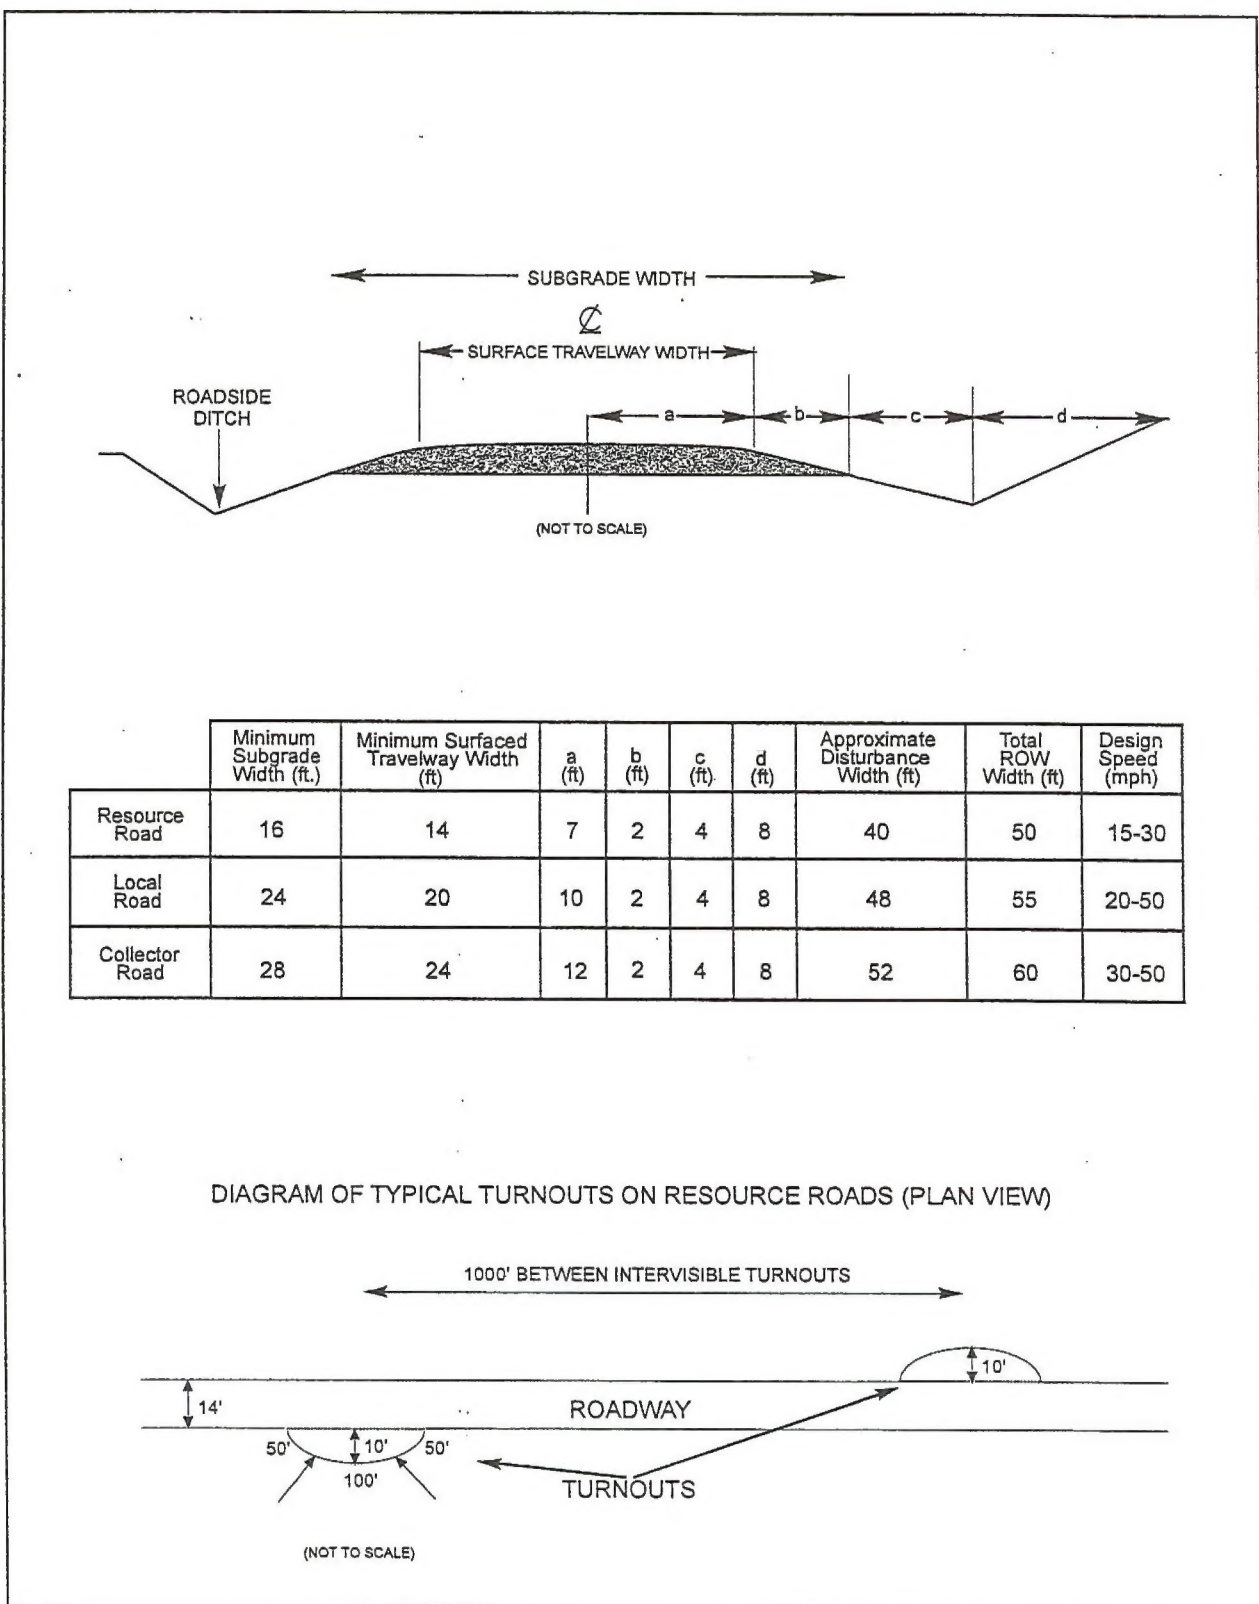 SUBGRADE WIDTH
℄
SURFACE TRAVELWAY WIDTH
ROADSIDE
DITCH
a
b
c
d
(NOT TO SCALE)
Minimum Subgrade Width (ft.)
Minimum Surfaced Travelway Width (ft)
a (ft)
b (ft)
c (ft)
d (ft)
Approximate Disturbance Width (ft)
Total ROW Width (ft)
Design Speed (mph)
Resource Road 16 14 7 2 4 8 40 50 15-30
Local Road 24 20 10 2 4 8 48 55 20-50
Collector Road 28 24 12 2 4 8 52 60 30-50
DIAGRAM OF TYPICAL TURNOUTS ON RESOURCE ROADS (PLAN VIEW)
1000' BETWEEN INTERVISIBLE TURNOUTS
10'
14'
ROADWAY
50'
10'
50'
100'
TURNOUTS
(NOT TO SCALE)